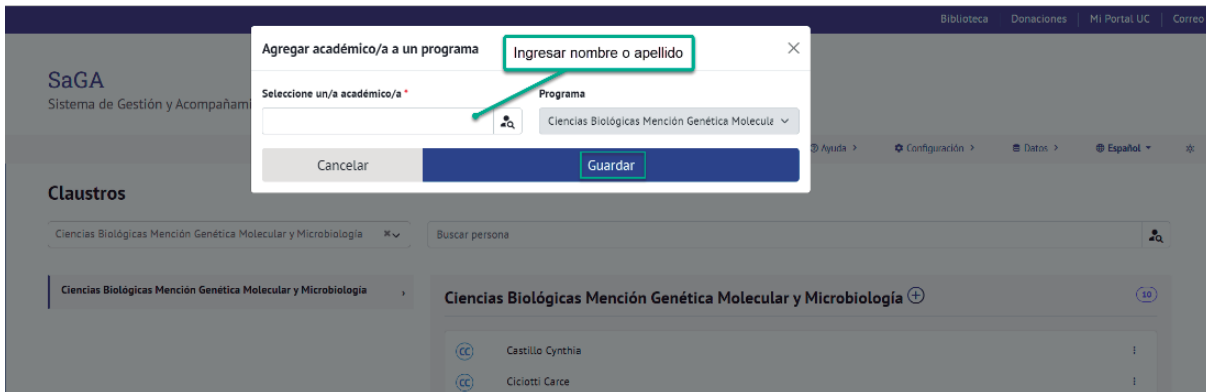 Biblioteca Donaciones Mi Portal UC Correo
Agregar académico/a a un programa
Ingresar nombre o apellido
SaGA
Sistema de Gestión y Acompañami
Seleccione un/a académico/a *
Programa
Ciencias Biológicas Mención Genética Molecula
Cancelar
Guardar
Ayuda >
Configuración >
Datos >
Español
Claustros
Ciencias Biológicas Mención Genética Molecular y Microbiología
Buscar persona
Ciencias Biológicas Mención Genética Molecular y Microbiología
Ciencias Biológicas Mención Genética Molecular y Microbiología
10
CC Castillo Cynthia
CC Ciciotti Carce